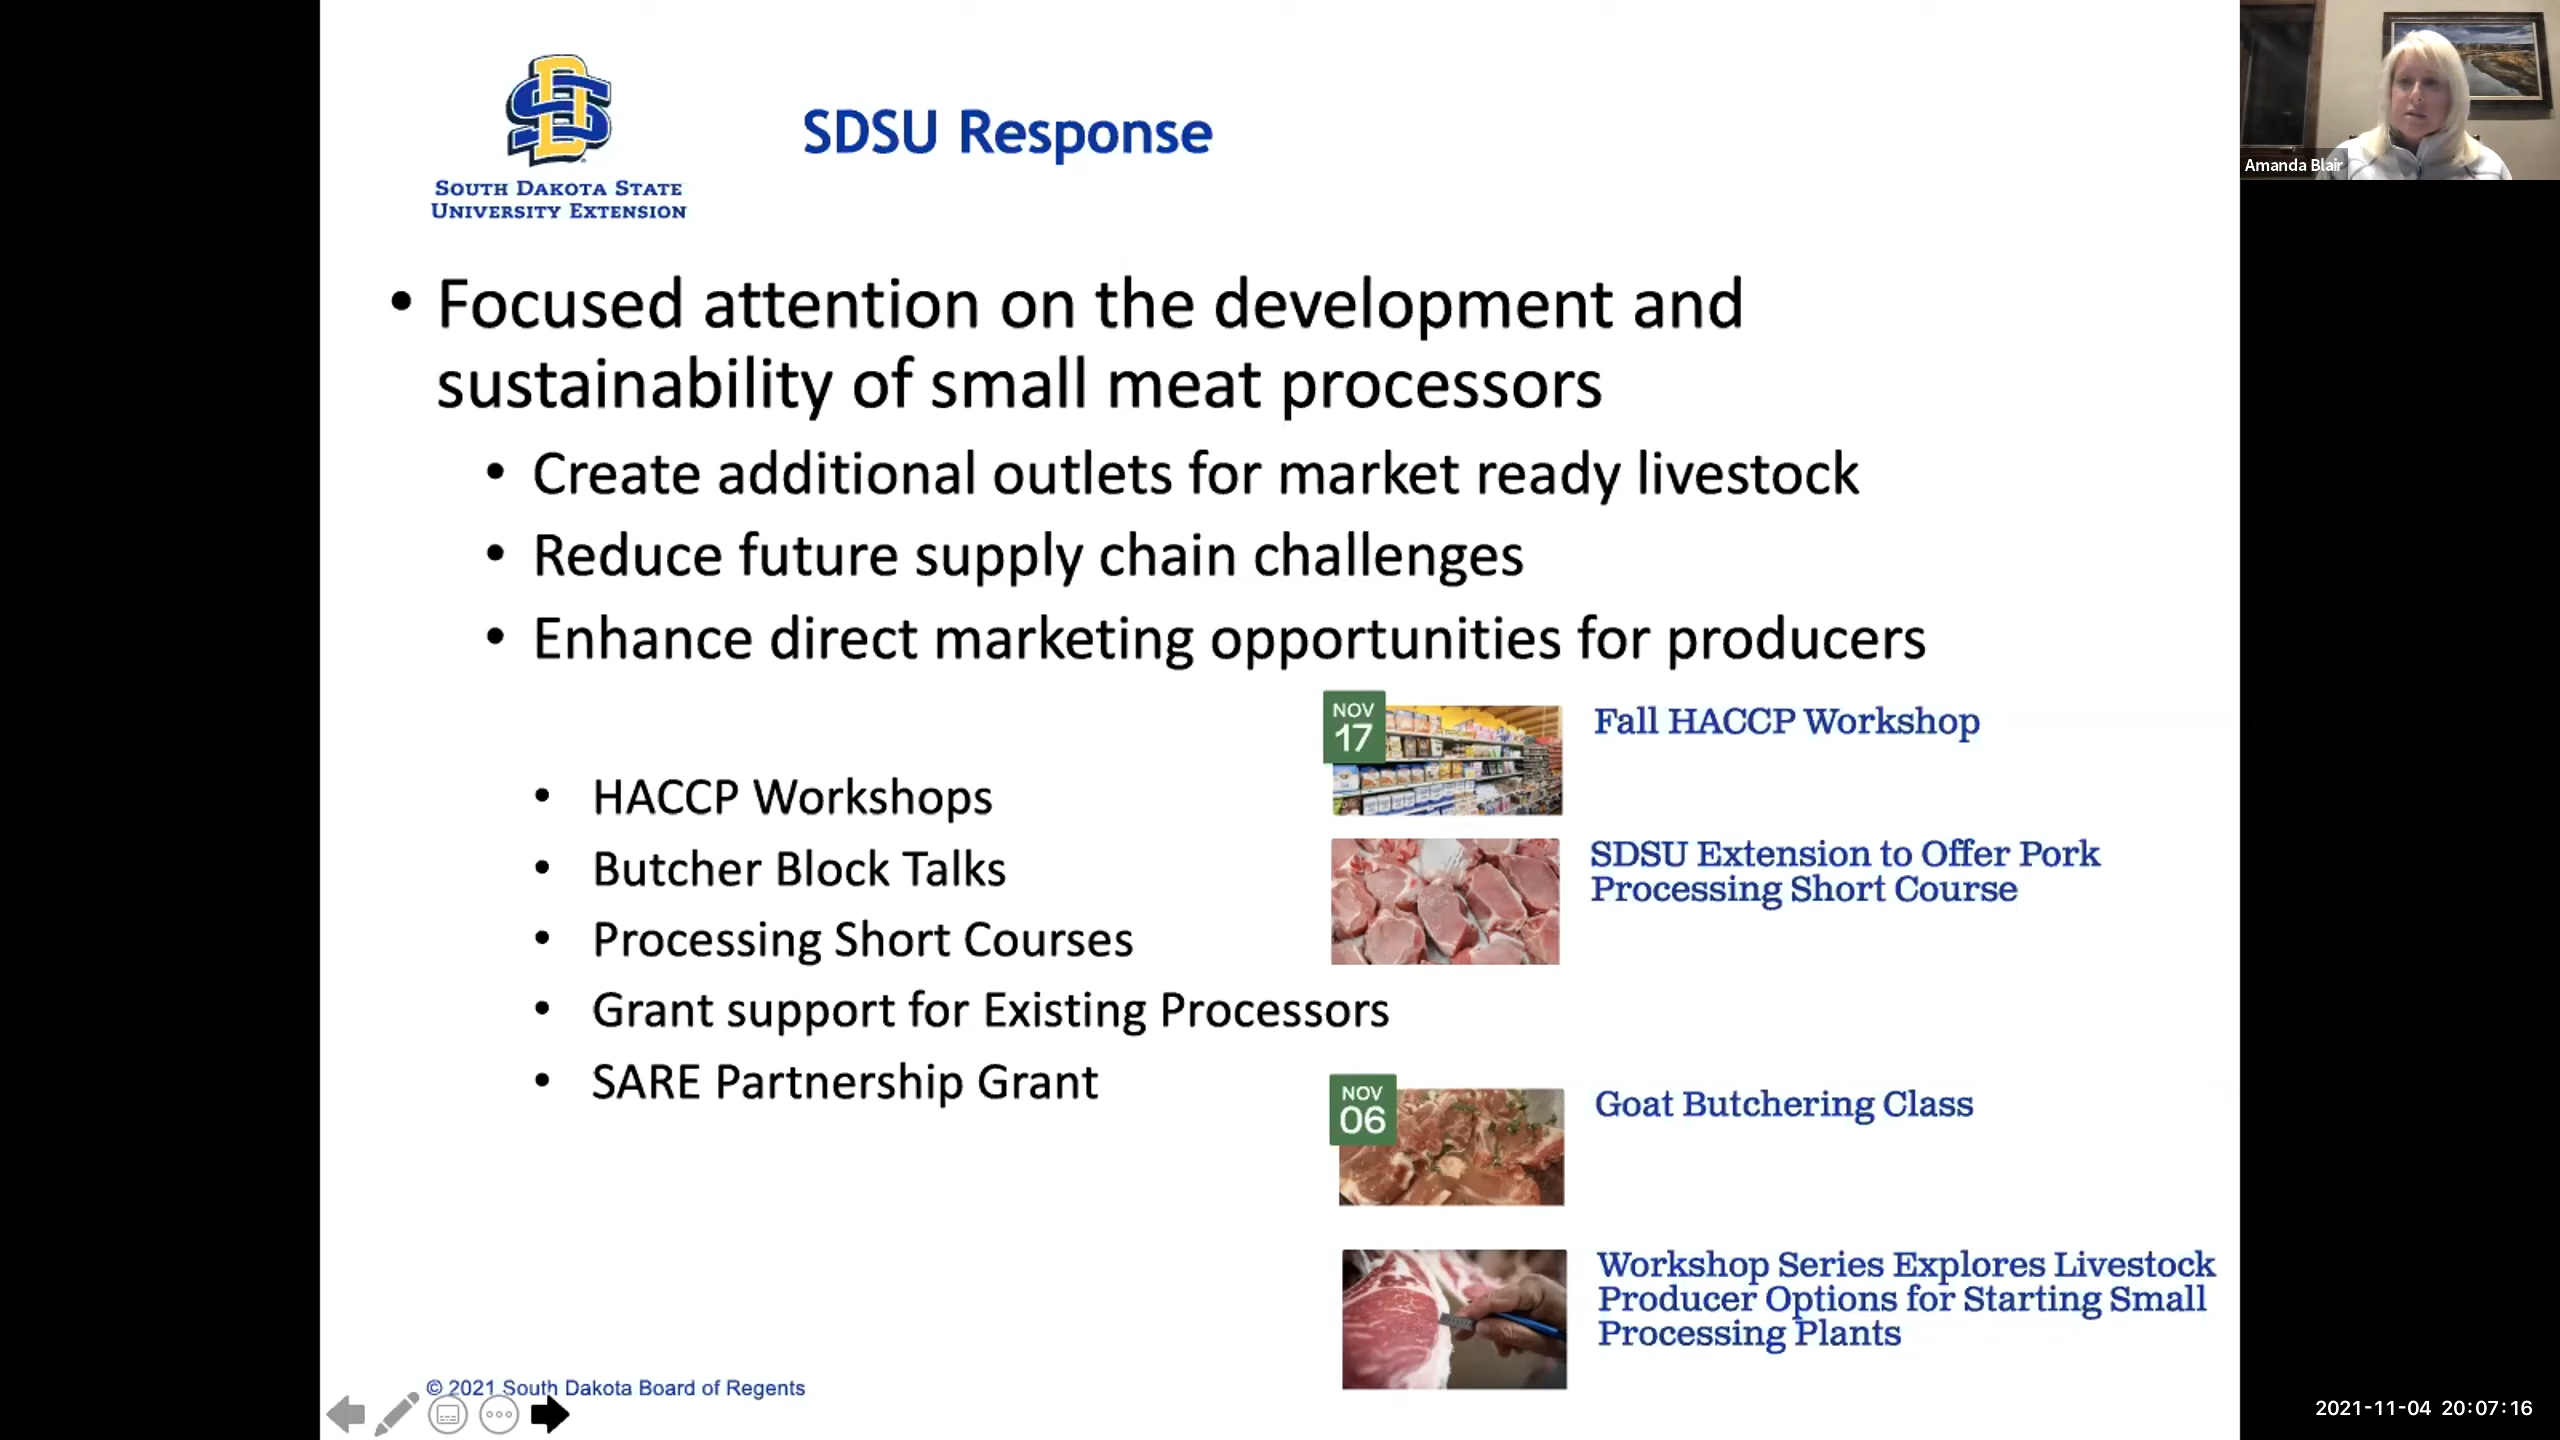 SOUTH DAKOTA STATE
UNIVERSITY EXTENSION
SDSU Response
Amanda Blair
• Focused attention on the development and
sustainability of small meat processors
• Create additional outlets for market ready livestock
• Reduce future supply chain challenges
• Enhance direct marketing opportunities for producers
• HACCP Workshops
• Butcher Block Talks
• Processing Short Courses
• Grant support for Existing Processors
• SARE Partnership Grant
NOV
17
Fall HACCP Workshop
SDSU Extension to Offer Pork
Processing Short Course
NOV
06
Goat Butchering Class
Workshop Series Explores Livestock
Producer Options for Starting Small
Processing Plants
© 2021 South Dakota Board of Regents
2021-11-04 20:07:16